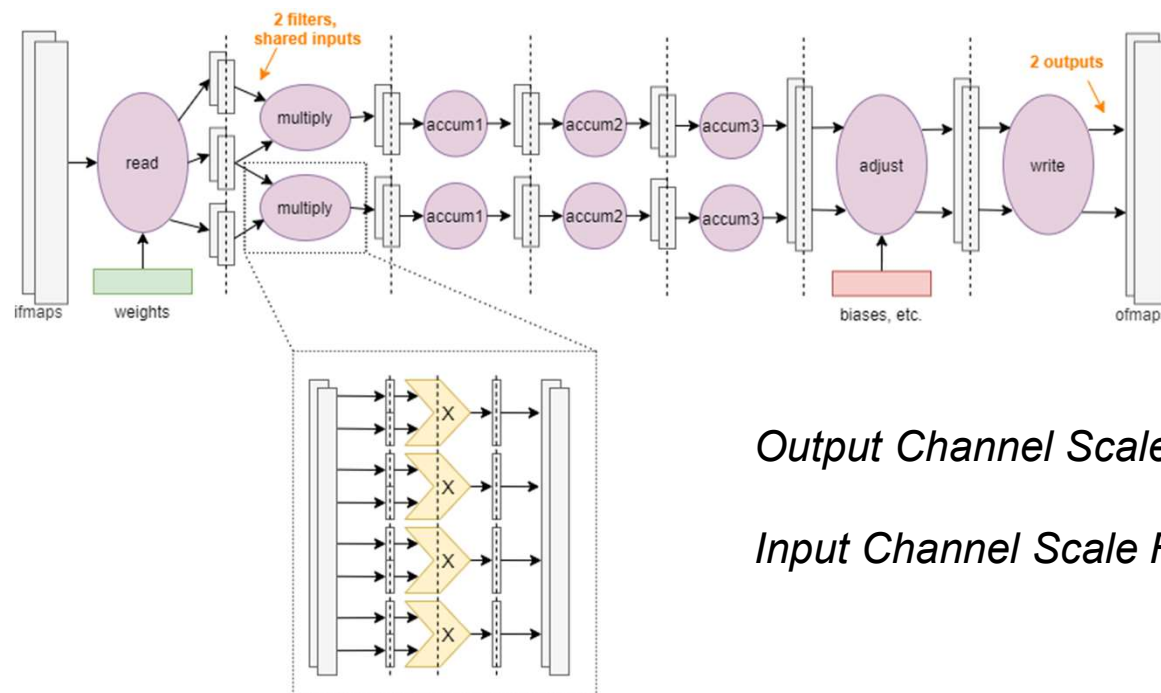 2 filters,
shared inputs
2 outputs
read
multiply
accum1
accum2
accum3
multiply
accum1
accum2
accum3
adjust
write
ifmaps
weights
biases, etc.
ofmap
X
X
X
X
Output Channel Scale
Input Channel Scale